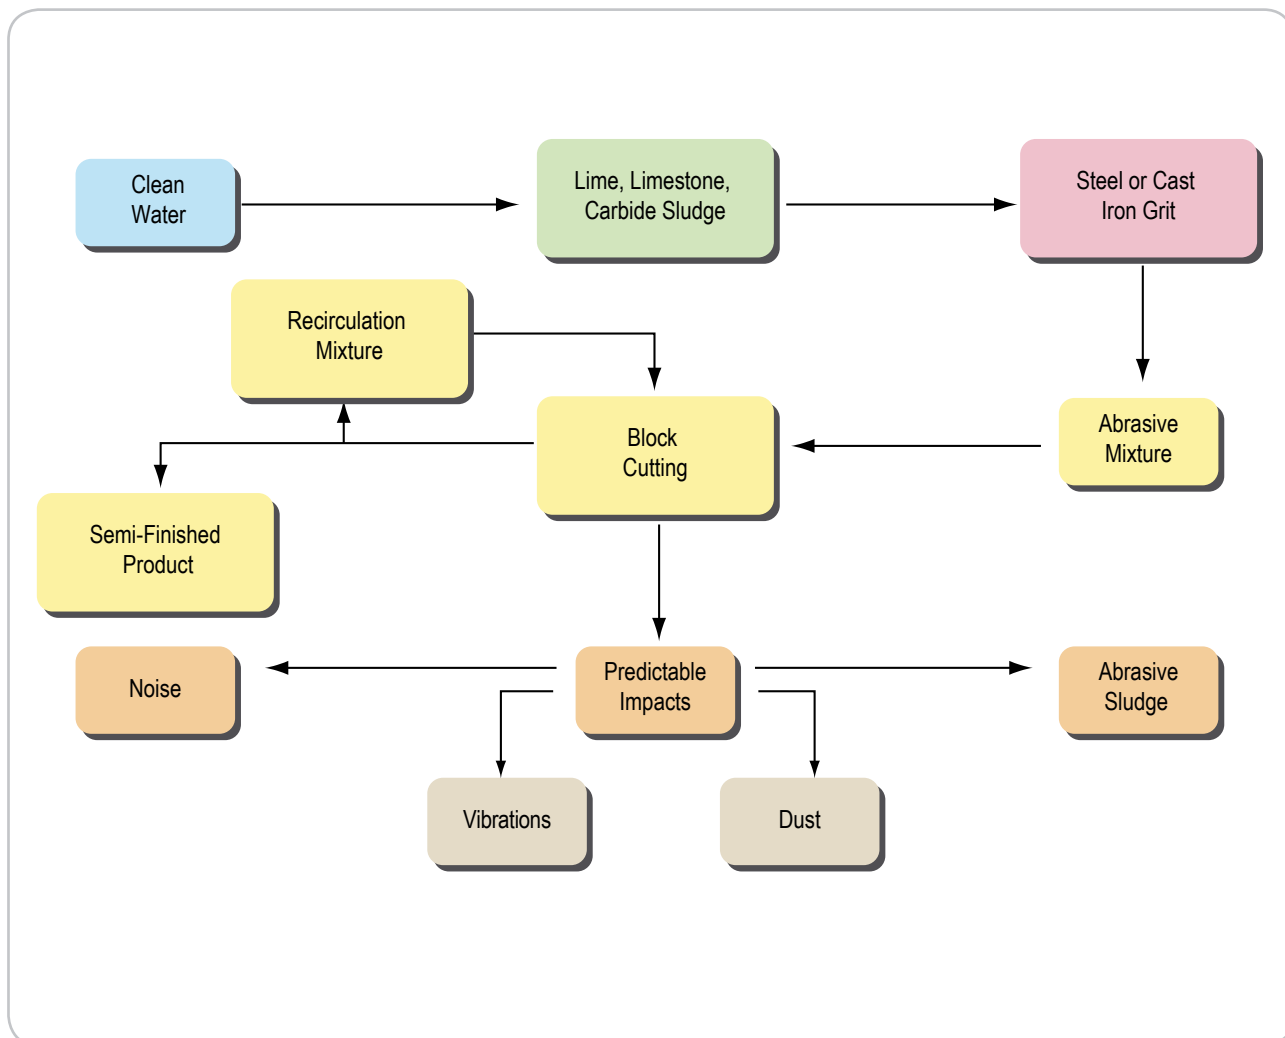 Clean
Water
Lime, Limestone,
Carbide Sludge
Steel or Cast
Iron Grit
Recirculation
Mixture
Block
Cutting
Abrasive
Mixture
Semi-Finished
Product
Noise
Predictable
Impacts
Abrasive
Sludge
Vibrations
Dust